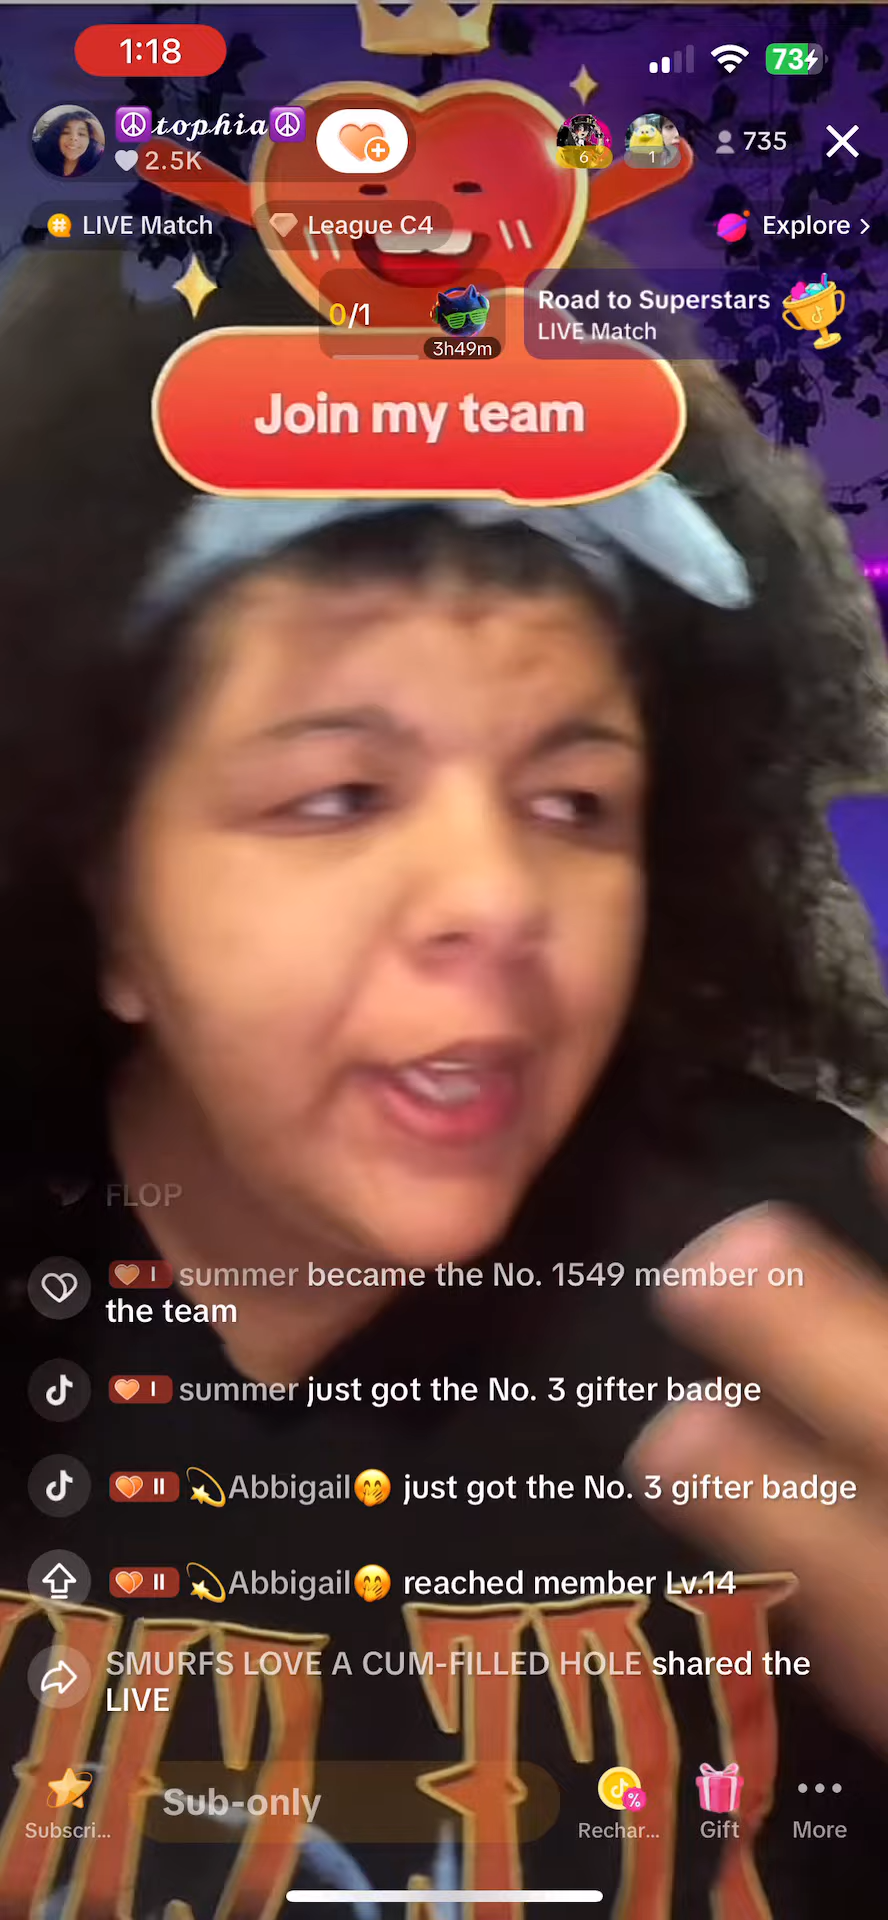 1:18
73
☮️𝓽𝓸𝓹𝓱𝓲𝓪☮️
2.5K
6
1
735
LIVE Match
League C4
Explore >
0/1
3h49m
Road to Superstars
LIVE Match
Join my team
FLOP
I summer became the No. 1549 member on
the team
I summer just got the No. 3 gifter badge
II 💫Abbigail🤭 just got the No. 3 gifter badge
II 💫Abbigail🤭 reached member Lv.14
SMURFS LOVE A CUM-FILLED HOLE shared the
LIVE
Subscri...
Sub-only
Rechar...
Gift
More